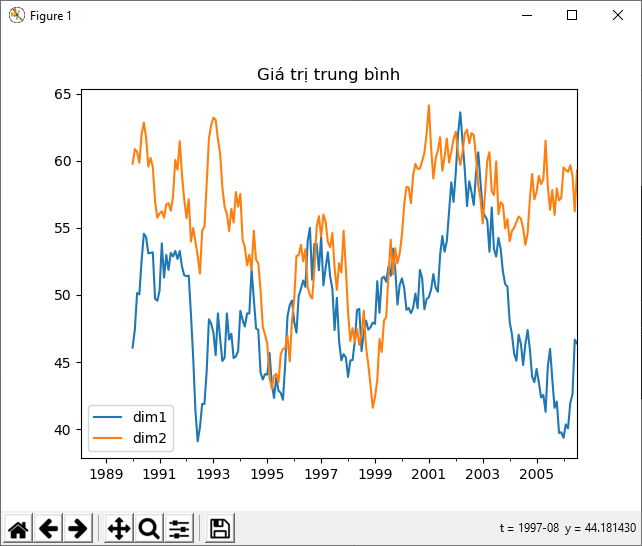 Figure 1
Giá trị trung bình
65
60
55
50
45
40
1989 1991 1993 1995 1997 1999 2001 2003 2005
dim1
dim2
t = 1997-08 y = 44.181430